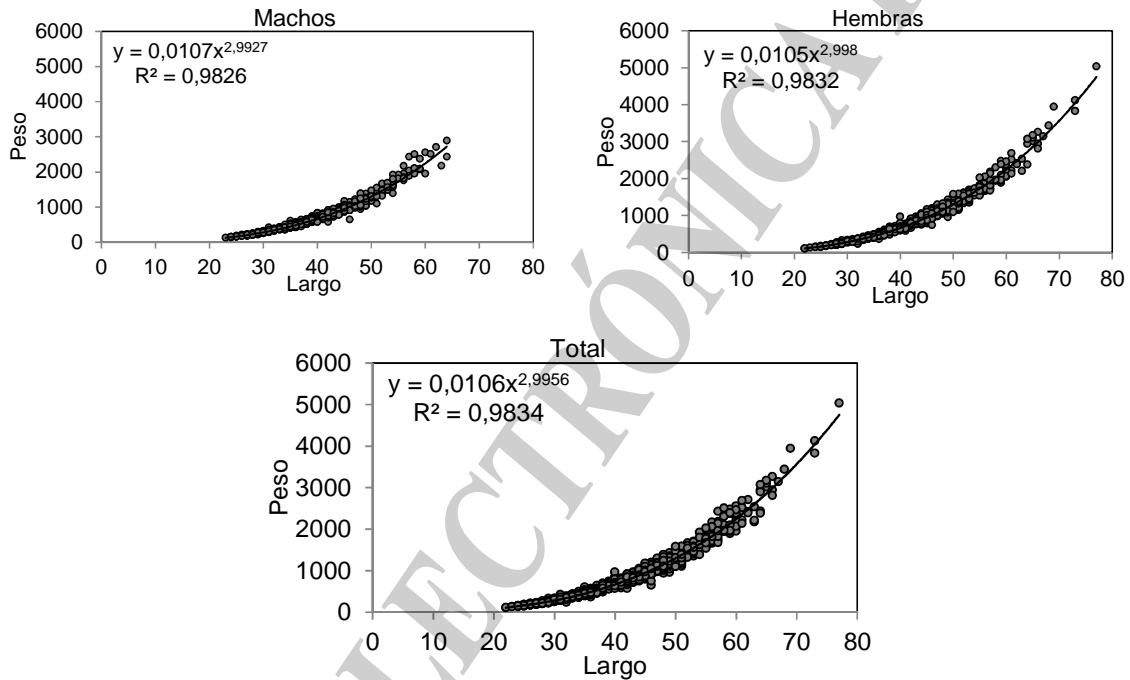 Machos
y = 0,0107x^2,9927
R² = 0,9826
6000
5000
4000
3000
2000
1000
0
Peso
0 10 20 30 40 50 60 70 80
Largo
Hembras
y = 0,0105x^2,998
R² = 0,9832
6000
5000
4000
3000
2000
1000
0
Peso
0 10 20 30 40 50 60 70 80
Largo
Total
y = 0,0106x^2,9956
R² = 0,9834
6000
5000
4000
3000
2000
1000
0
Peso
0 10 20 30 40 50 60 70 80
Largo
LECTRÓNICA